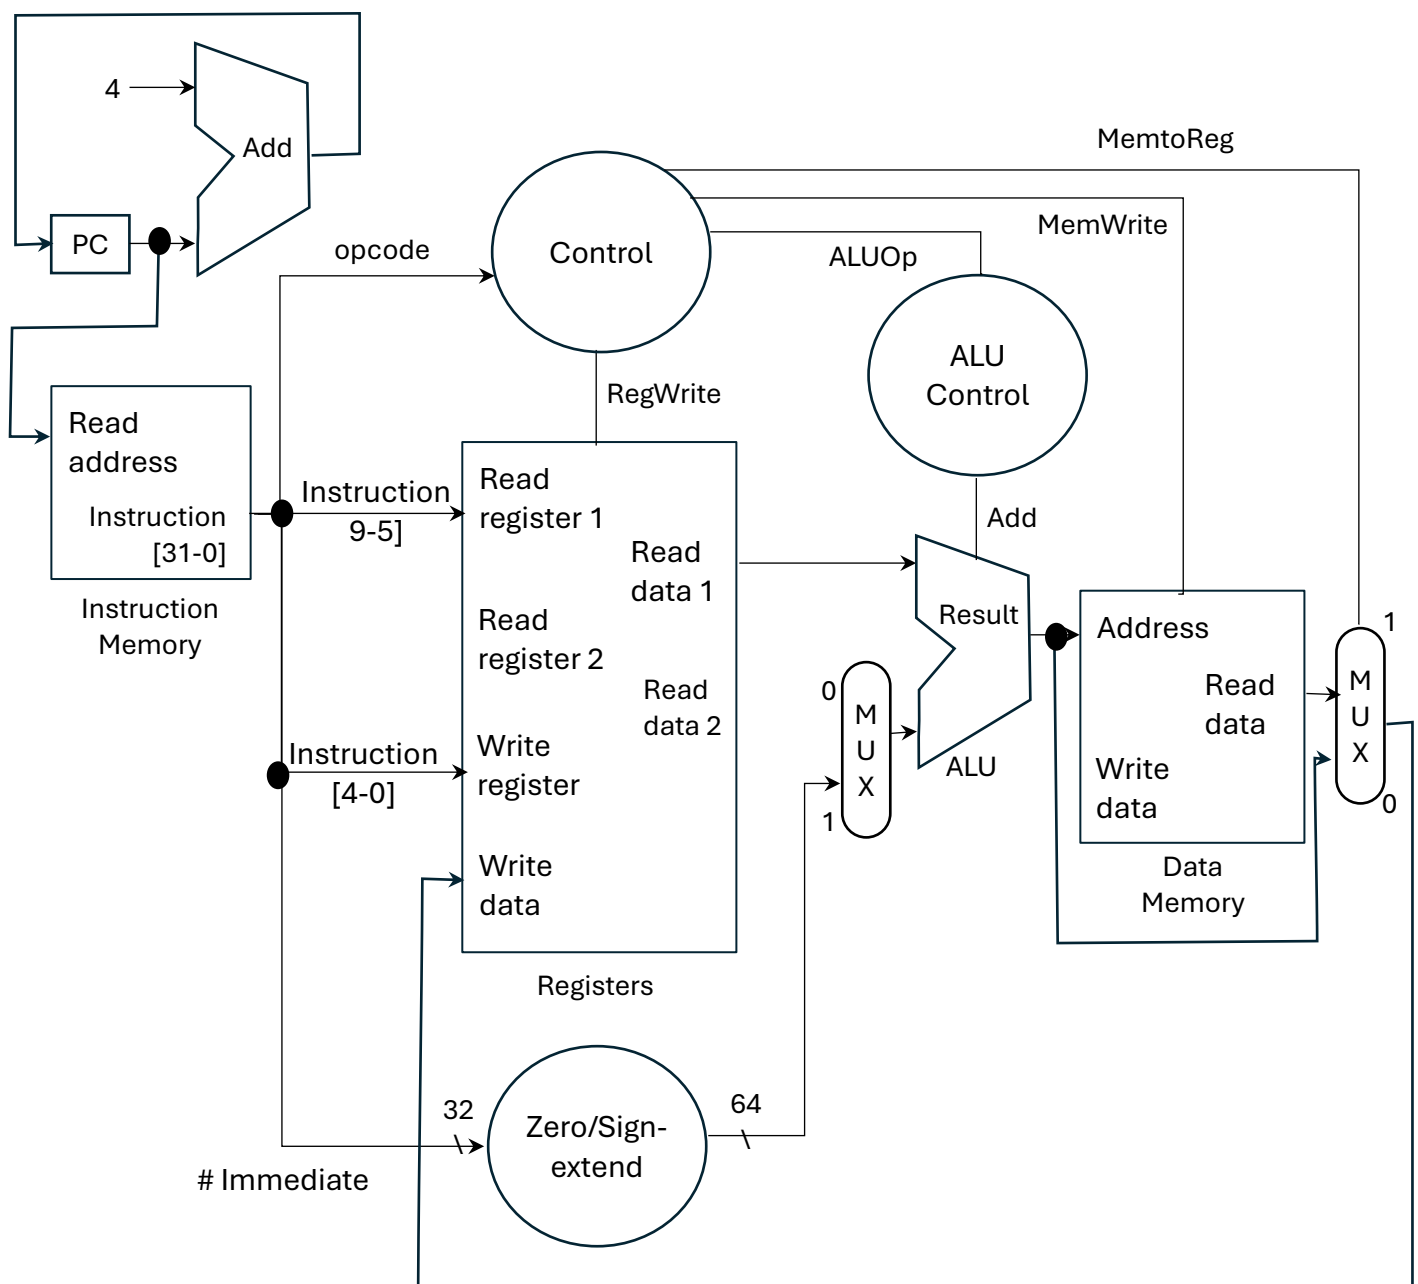 4
Add
PC
MemtoReg
MemWrite
opcode
Control
ALUOp
ALU
Control
RegWrite
Read
address
Instruction
[31-0]
Instruction
Memory
Instruction
9-5]
Read
register 1
Read
data 1
Read
register 2
Read
data 2
Instruction
[4-0]
Write
register
Write
data
Registers
Add
Result
ALU
0
M
U
X
1
Address
Read
data
Write
data
Data
Memory
1
M
U
X
0
32
Zero/Sign-
extend
64
# Immediate